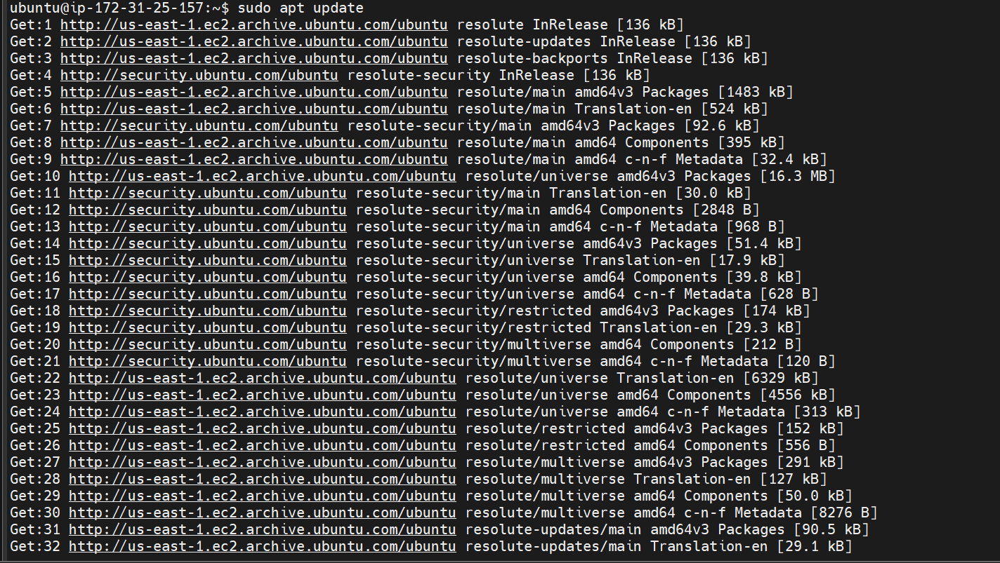 ubuntu@ip-172-31-25-157:~$ sudo apt update
Get:1 http://us-east-1.ec2.archive.ubuntu.com/ubuntu resolute InRelease [136 kB]
Get:2 http://us-east-1.ec2.archive.ubuntu.com/ubuntu resolute-updates InRelease [136 kB]
Get:3 http://us-east-1.ec2.archive.ubuntu.com/ubuntu resolute-backports InRelease [136 kB]
Get:4 http://security.ubuntu.com/ubuntu resolute-security InRelease [136 kB]
Get:5 http://us-east-1.ec2.archive.ubuntu.com/ubuntu resolute/main amd64v3 Packages [1483 kB]
Get:6 http://us-east-1.ec2.archive.ubuntu.com/ubuntu resolute/main Translation-en [524 kB]
Get:7 http://security.ubuntu.com/ubuntu resolute-security/main amd64v3 Packages [92.6 kB]
Get:8 http://us-east-1.ec2.archive.ubuntu.com/ubuntu resolute/main amd64 Components [395 kB]
Get:9 http://us-east-1.ec2.archive.ubuntu.com/ubuntu resolute/main amd64 c-n-f Metadata [32.4 kB]
Get:10 http://us-east-1.ec2.archive.ubuntu.com/ubuntu resolute/universe amd64v3 Packages [16.3 MB]
Get:11 http://security.ubuntu.com/ubuntu resolute-security/main Translation-en [30.0 kB]
Get:12 http://security.ubuntu.com/ubuntu resolute-security/main amd64 Components [2848 B]
Get:13 http://security.ubuntu.com/ubuntu resolute-security/main amd64 c-n-f Metadata [968 B]
Get:14 http://security.ubuntu.com/ubuntu resolute-security/universe amd64v3 Packages [51.4 kB]
Get:15 http://security.ubuntu.com/ubuntu resolute-security/universe Translation-en [17.9 kB]
Get:16 http://security.ubuntu.com/ubuntu resolute-security/universe amd64 Components [39.8 kB]
Get:17 http://security.ubuntu.com/ubuntu resolute-security/universe amd64 c-n-f Metadata [628 B]
Get:18 http://security.ubuntu.com/ubuntu resolute-security/restricted amd64v3 Packages [174 kB]
Get:19 http://security.ubuntu.com/ubuntu resolute-security/restricted Translation-en [29.3 kB]
Get:20 http://security.ubuntu.com/ubuntu resolute-security/multiverse amd64 Components [212 B]
Get:21 http://security.ubuntu.com/ubuntu resolute-security/multiverse amd64 c-n-f Metadata [120 B]
Get:22 http://us-east-1.ec2.archive.ubuntu.com/ubuntu resolute/universe Translation-en [6329 kB]
Get:23 http://us-east-1.ec2.archive.ubuntu.com/ubuntu resolute/universe amd64 Components [4556 kB]
Get:24 http://us-east-1.ec2.archive.ubuntu.com/ubuntu resolute/universe amd64 c-n-f Metadata [313 kB]
Get:25 http://us-east-1.ec2.archive.ubuntu.com/ubuntu resolute/restricted amd64v3 Packages [152 kB]
Get:26 http://us-east-1.ec2.archive.ubuntu.com/ubuntu resolute/restricted amd64 Components [556 B]
Get:27 http://us-east-1.ec2.archive.ubuntu.com/ubuntu resolute/multiverse amd64v3 Packages [291 kB]
Get:28 http://us-east-1.ec2.archive.ubuntu.com/ubuntu resolute/multiverse Translation-en [127 kB]
Get:29 http://us-east-1.ec2.archive.ubuntu.com/ubuntu resolute/multiverse amd64 Components [50.0 kB]
Get:30 http://us-east-1.ec2.archive.ubuntu.com/ubuntu resolute/multiverse amd64 c-n-f Metadata [8276 B]
Get:31 http://us-east-1.ec2.archive.ubuntu.com/ubuntu resolute-updates/main amd64v3 Packages [90.5 kB]
Get:32 http://us-east-1.ec2.archive.ubuntu.com/ubuntu resolute-updates/main Translation-en [29.1 kB]